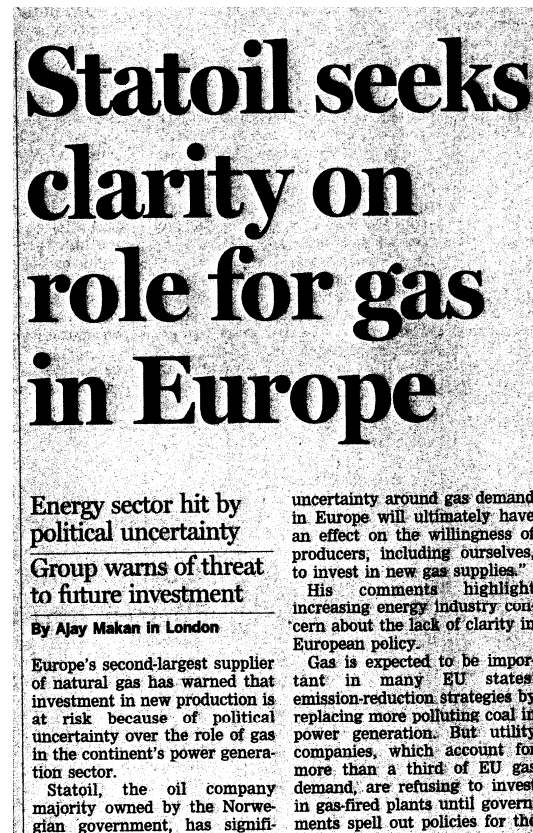 Statoil seeks
clarity on
role for gas
in Europe
Energy sector hit by
political uncertainty
Group warns of threat
to future investment
By Ajay Makan in London
Europe's second-largest supplier
of natural gas has warned that
investment in new production is
at risk because of political
uncertainty over the role of gas
in the continent's power genera-
tion sector.
Statoil, the oil company
majority owned by the Norwe-
gian government, has signifi-
uncertainty around gas demand
in Europe will ultimately have
an effect on the willingness of
producers, including ourselves,
to invest in new gas supplies."
His comments highlight
increasing energy industry con-
cern about the lack of clarity in
European policy.
Gas is expected to be impor-
tant in many EU states'
emission-reduction strategies by
replacing more polluting coal in
power generation. But utility
companies, which account for
more than a third of EU gas
demand, are refusing to invest
in gas-fired plants until govern-
ments spell out policies for the